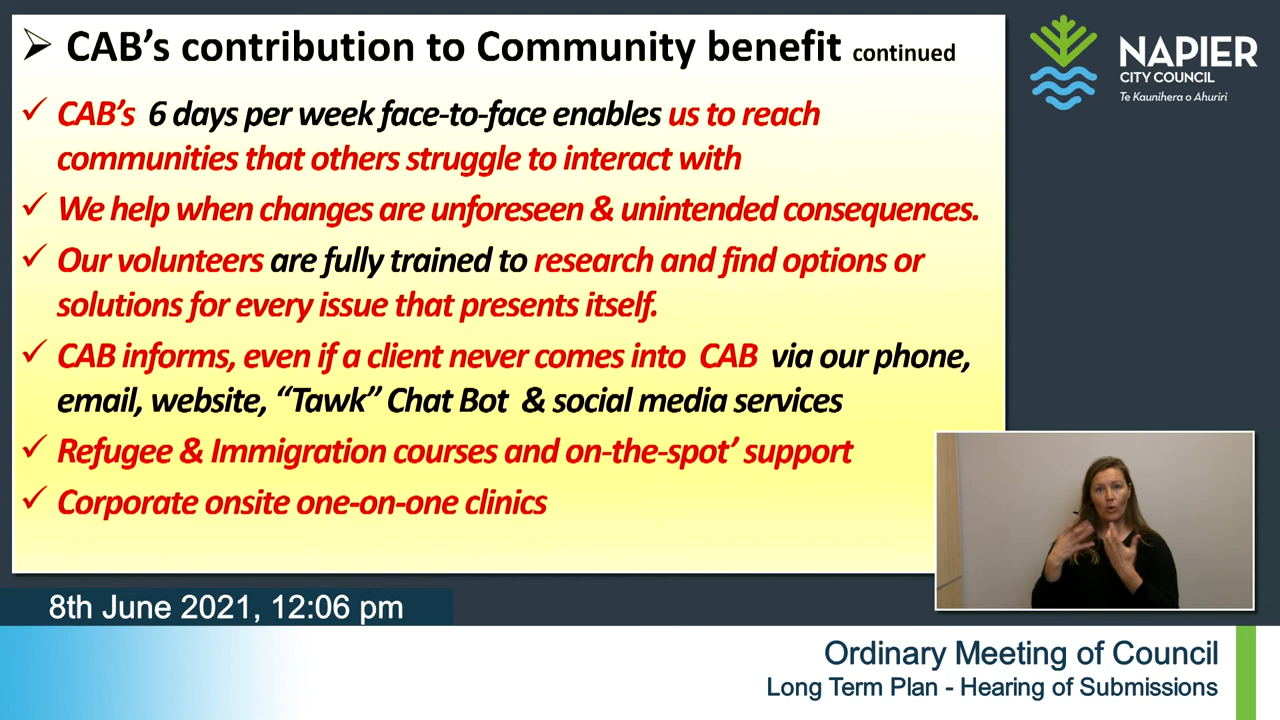 ➢ CAB’s contribution to Community benefit continued
✓ CAB’s 6 days per week face-to-face enables us to reach
communities that others struggle to interact with
✓ We help when changes are unforeseen & unintended consequences.
✓ Our volunteers are fully trained to research and find options or
solutions for every issue that presents itself.
✓ CAB informs, even if a client never comes into CAB via our phone,
email, website, “Tawk” Chat Bot & social media services
✓ Refugee & Immigration courses and on-the-spot’ support
✓ Corporate onsite one-on-one clinics
NAPIER
CITY COUNCIL
Te Kaunihera o Ahuriri
8th June 2021, 12:06 pm
Ordinary Meeting of Council
Long Term Plan - Hearing of Submissions